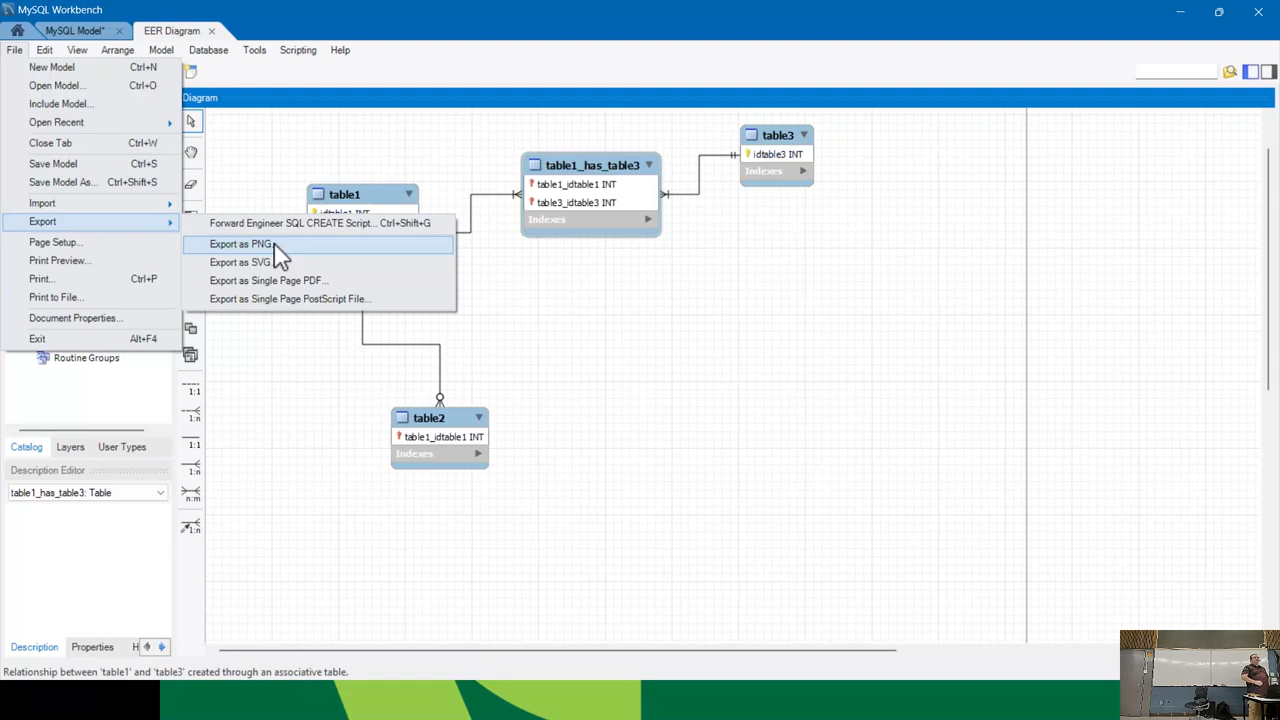 MySQL Workbench
MySQL Model* × EER Diagram ×
File Edit View Arrange Model Database Tools Scripting Help
New Model Ctrl+N
Open Model... Ctrl+O
Include Model...
Open Recent
Close Tab Ctrl+W
Save Model Ctrl+S
Save Model As... Ctrl+Shift+S
Import
Export
Page Setup...
Print Preview...
Print... Ctrl+P
Print to File...
Document Properties...
Exit Alt+F4
Forward Engineer SQL CREATE Script... Ctrl+Shift+G
Export as PNG...
Export as SVG...
Export as Single Page PDF...
Export as Single Page PostScript File...
Diagram
table1
table1_has_table3
table1_idtable1 INT
table3_idtable3 INT
Indexes
table3
idtable3 INT
Indexes
table2
table1_idtable1 INT
Indexes
Routine Groups
1:1
1:n
1:1
1:n
n:m
1:n
Catalog Layers User Types
Description Editor
table1_has_table3: Table
Description Properties H
Relationship between 'table1' and 'table3' created through an associative table.